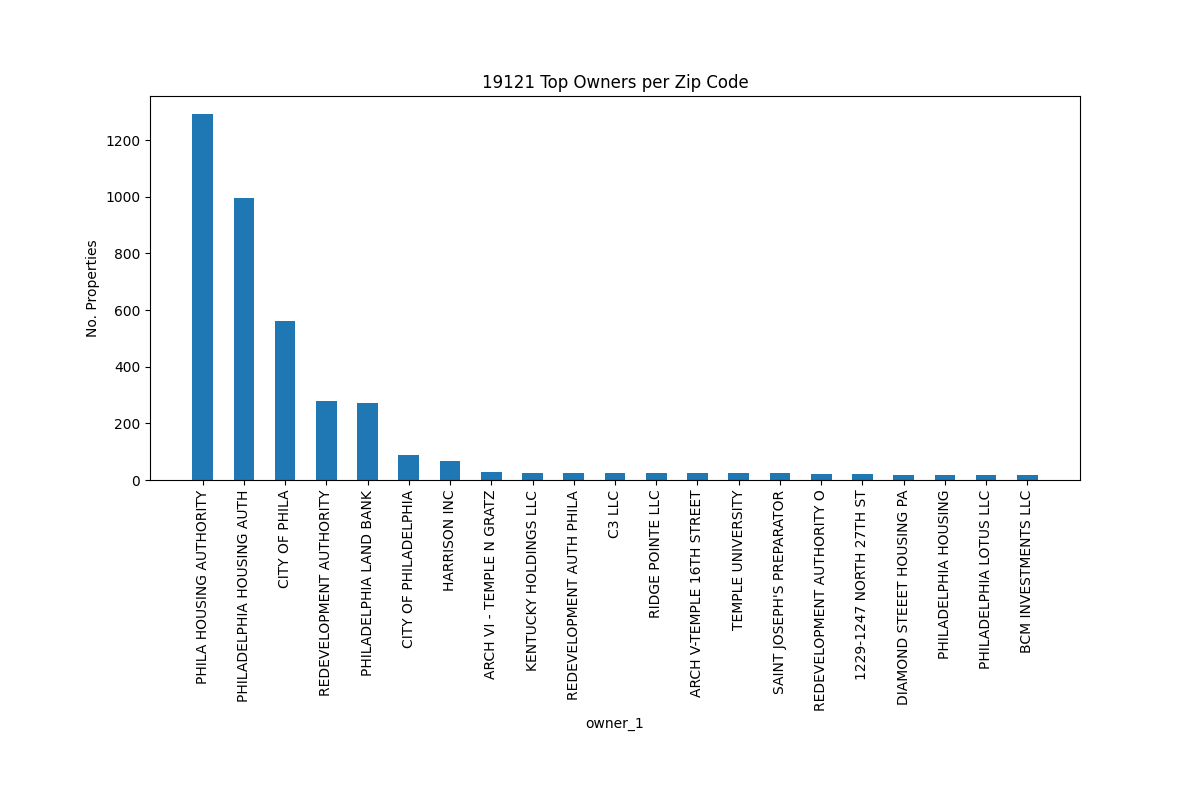 19121 Top Owners per Zip Code
No. Properties
1200
1000
800
600
400
200
0
PHILA HOUSING AUTHORITY
PHILADELPHIA HOUSING AUTH
CITY OF PHILA
REDEVELOPMENT AUTHORITY
PHILADELPHIA LAND BANK
CITY OF PHILADELPHIA
HARRISON INC
ARCH VI - TEMPLE N GRATZ
KENTUCKY HOLDINGS LLC
REDEVELOPMENT AUTH PHILA
C3 LLC
RIDGE POINTE LLC
ARCH V-TEMPLE 16TH STREET
TEMPLE UNIVERSITY
SAINT JOSEPH'S PREPARATOR
REDEVELOPMENT AUTHORITY O
1229-1247 NORTH 27TH ST
DIAMOND STEEET HOUSING PA
PHILADELPHIA HOUSING
PHILADELPHIA LOTUS LLC
BCM INVESTMENTS LLC
owner_1